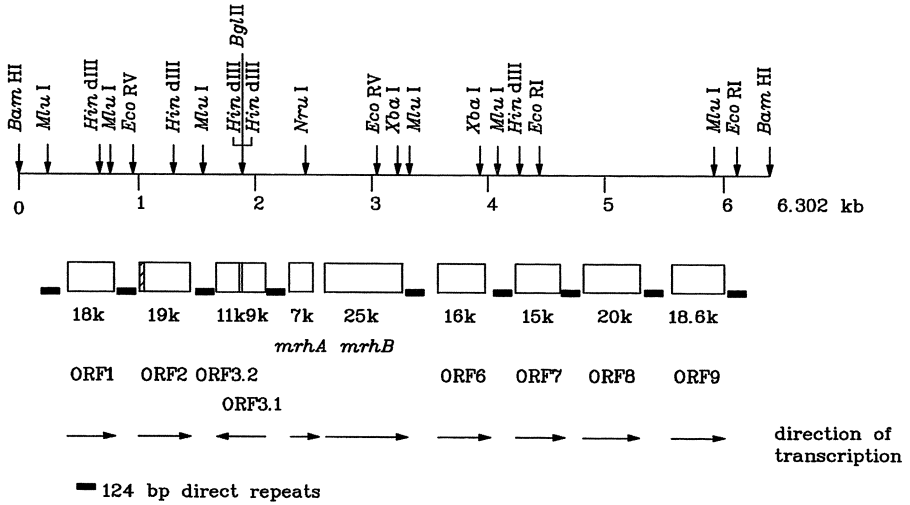 Bam HI
Mlu I
Hin dIII
Mlu I
Eco RV
Hin dIII
Mlu I
Hin dIII
Bgl II
Hin dIII
Nru I
Eco RV
Xba I
Mlu I
Xba I
Mlu I
Hin dIII
Eco RI
Mlu I
Eco RI
Bam HI
0 1 2 3 4 5 6 6.302 kb
18k 19k 11k9k 7k 25k 16k 15k 20k 18.6k
mrhA mrhB
ORF1 ORF2 ORF3.2 ORF6 ORF7 ORF8 ORF9
ORF3.1
direction of
transcription
124 bp direct repeats